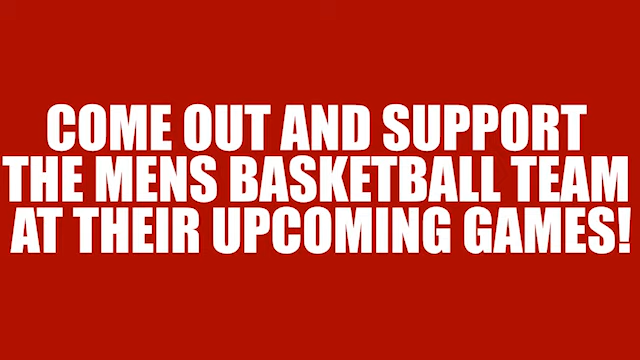 COME OUT AND SUPPORT
THE MENS BASKETBALL TEAM
AT THEIR UPCOMING GAMES!